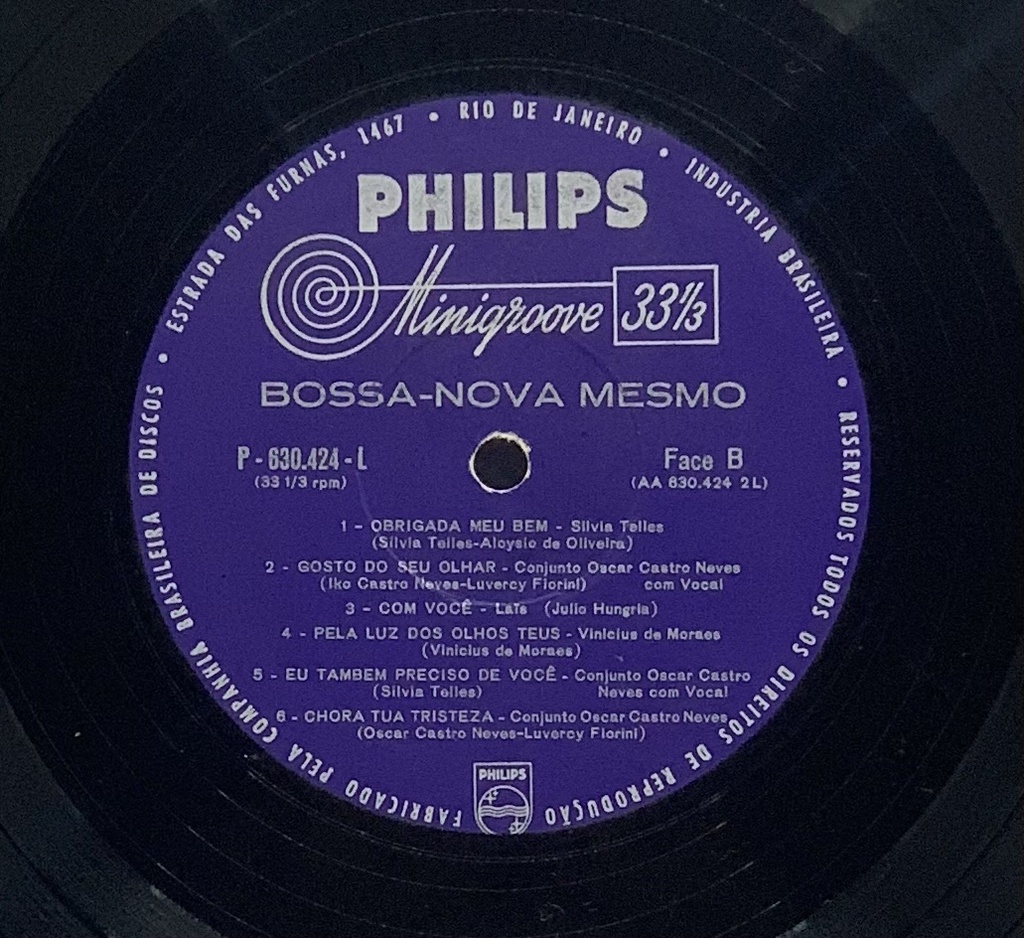 FABRICADO PELA COMPANHIA BRASILEIRA DE DISCOS • ESTRADA DAS FURNAS, 1467 • RIO DE JANEIRO • INDUSTRIA BRASILEIRA • RESERVADOS TODOS OS DIREITOS DE REPRODUÇÃO
PHILIPS
Minigroove 33 1/3
BOSSA-NOVA MESMO
P - 630.424 - L Face B
(33 1/3 rpm) (AA 630.424 2L)
1 - OBRIGADA MEU BEM - Silvia Telles
(Silvia Telles-Aloysio de Oliveira)
2 - GOSTO DO SEU OLHAR - Conjunto Oscar Castro Neves
(Iko Castro Neves-Luvercy Fiorini) com Vocal
3 - COM VOCÊ - Laïs (Julio Hungria)
4 - PELA LUZ DOS OLHOS TEUS - Vinicius de Moraes
(Vinicius de Moraes)
5 - EU TAMBEM PRECISO DE VOCÊ - Conjunto Oscar Castro
(Silvia Telles) Neves com Vocal
6 - CHORA TUA TRISTEZA - Conjunto Oscar Castro Neves
(Oscar Castro Neves-Luvercy Fiorini)
PHILIPS